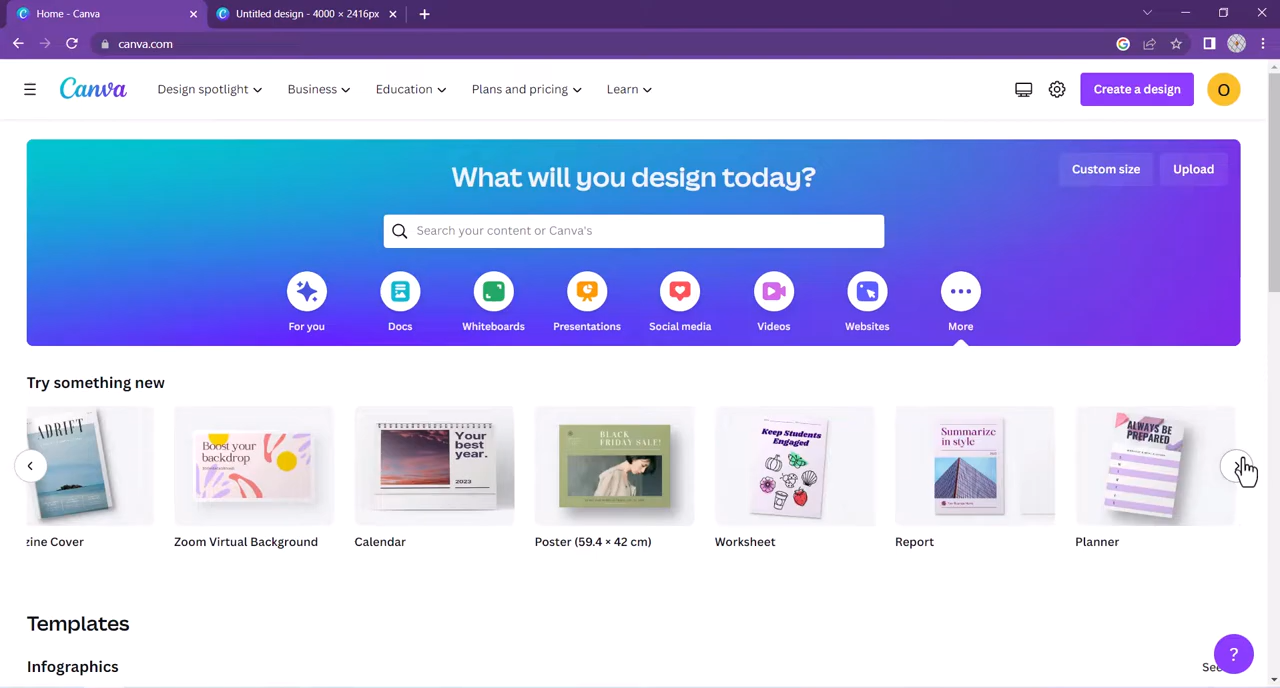 Home - Canva
Untitled design - 4000 × 2416px
canva.com
Canva
Design spotlight
Business
Education
Plans and pricing
Learn
Create a design
O
What will you design today?
Custom size
Upload
Search your content or Canva's
For you
Docs
Whiteboards
Presentations
Social media
Videos
Websites
More
Try something new
ADRIFT
Boost your
backdrop
Your
best
year.
2023
BLACK
FRIDAY SALE!
Keep Students
Engaged
Summarize
in style
ALWAYS BE
PREPARED
zine Cover
Zoom Virtual Background
Calendar
Poster (59.4 × 42 cm)
Worksheet
Report
Planner
Templates
Infographics
See
?